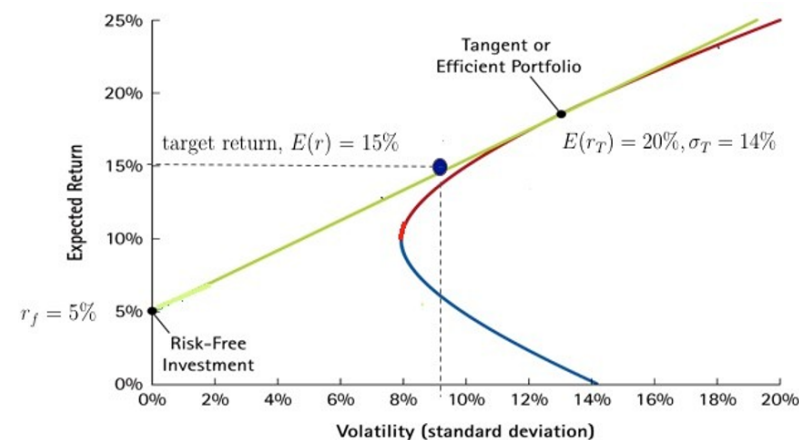 25%
Tangent or
Efficient Portfolio
20%
target return, E(r) = 15%
E(r_T) = 20%, σ_T = 14%
15%
Expected Return
10%
r_f = 5%
5%
Risk-Free
Investment
0%
0% 2% 4% 6% 8% 10% 12% 14% 16% 18% 20%
Volatility (standard deviation)